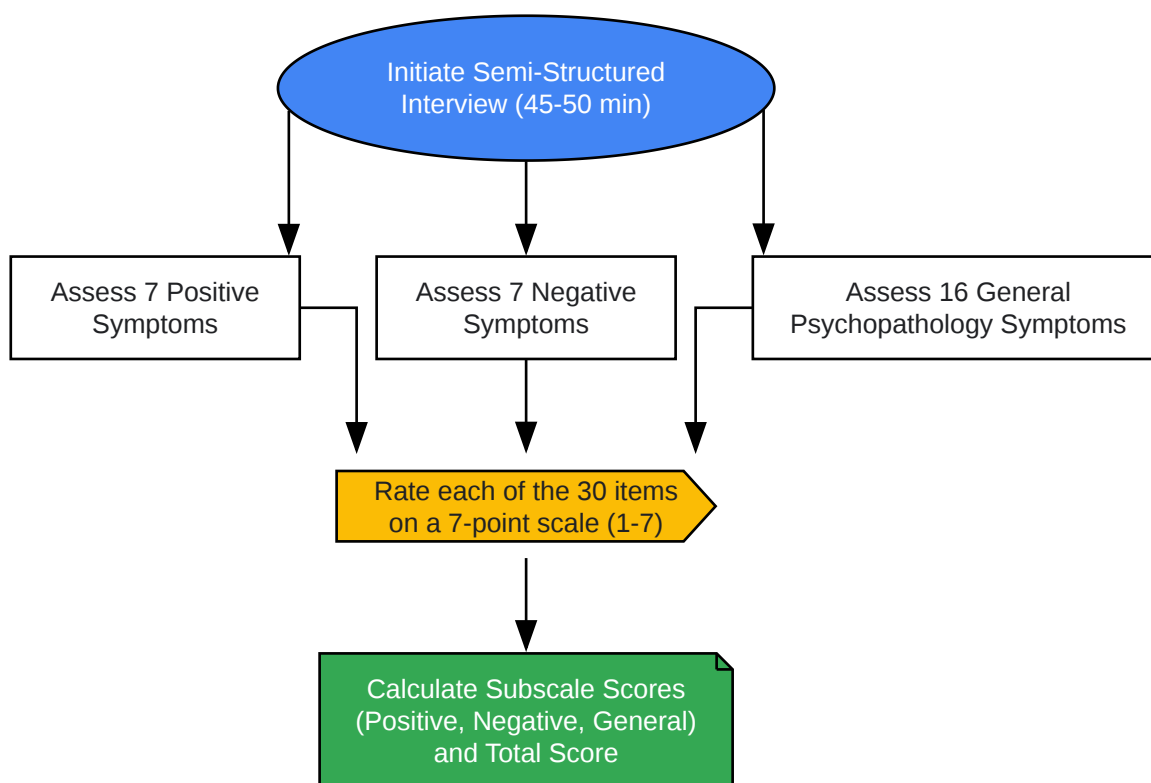 Initiate Semi-Structured
Interview (45-50 min)
Assess 7 Positive
Symptoms
Assess 7 Negative
Symptoms
Assess 16 General
Psychopathology Symptoms
Rate each of the 30 items
on a 7-point scale (1-7)
Calculate Subscale Scores
(Positive, Negative, General)
and Total Score